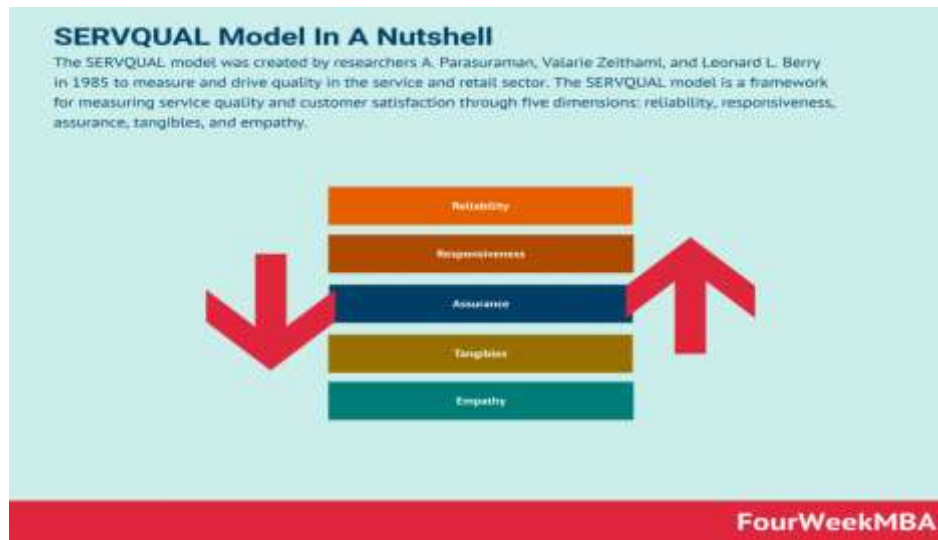 SERVQUAL Model In A Nutshell
The SERVQUAL model was created by researchers A. Parasuraman, Valarie Zeithaml, and Leonard L. Berry
in 1985 to measure and drive quality in the service and retail sector. The SERVQUAL model is a framework
for measuring service quality and customer satisfaction through five dimensions: reliability, responsiveness,
assurance, tangibles, and empathy.
Reliability
Responsiveness
Assurance
Tangibles
Empathy
FourWeekMBA